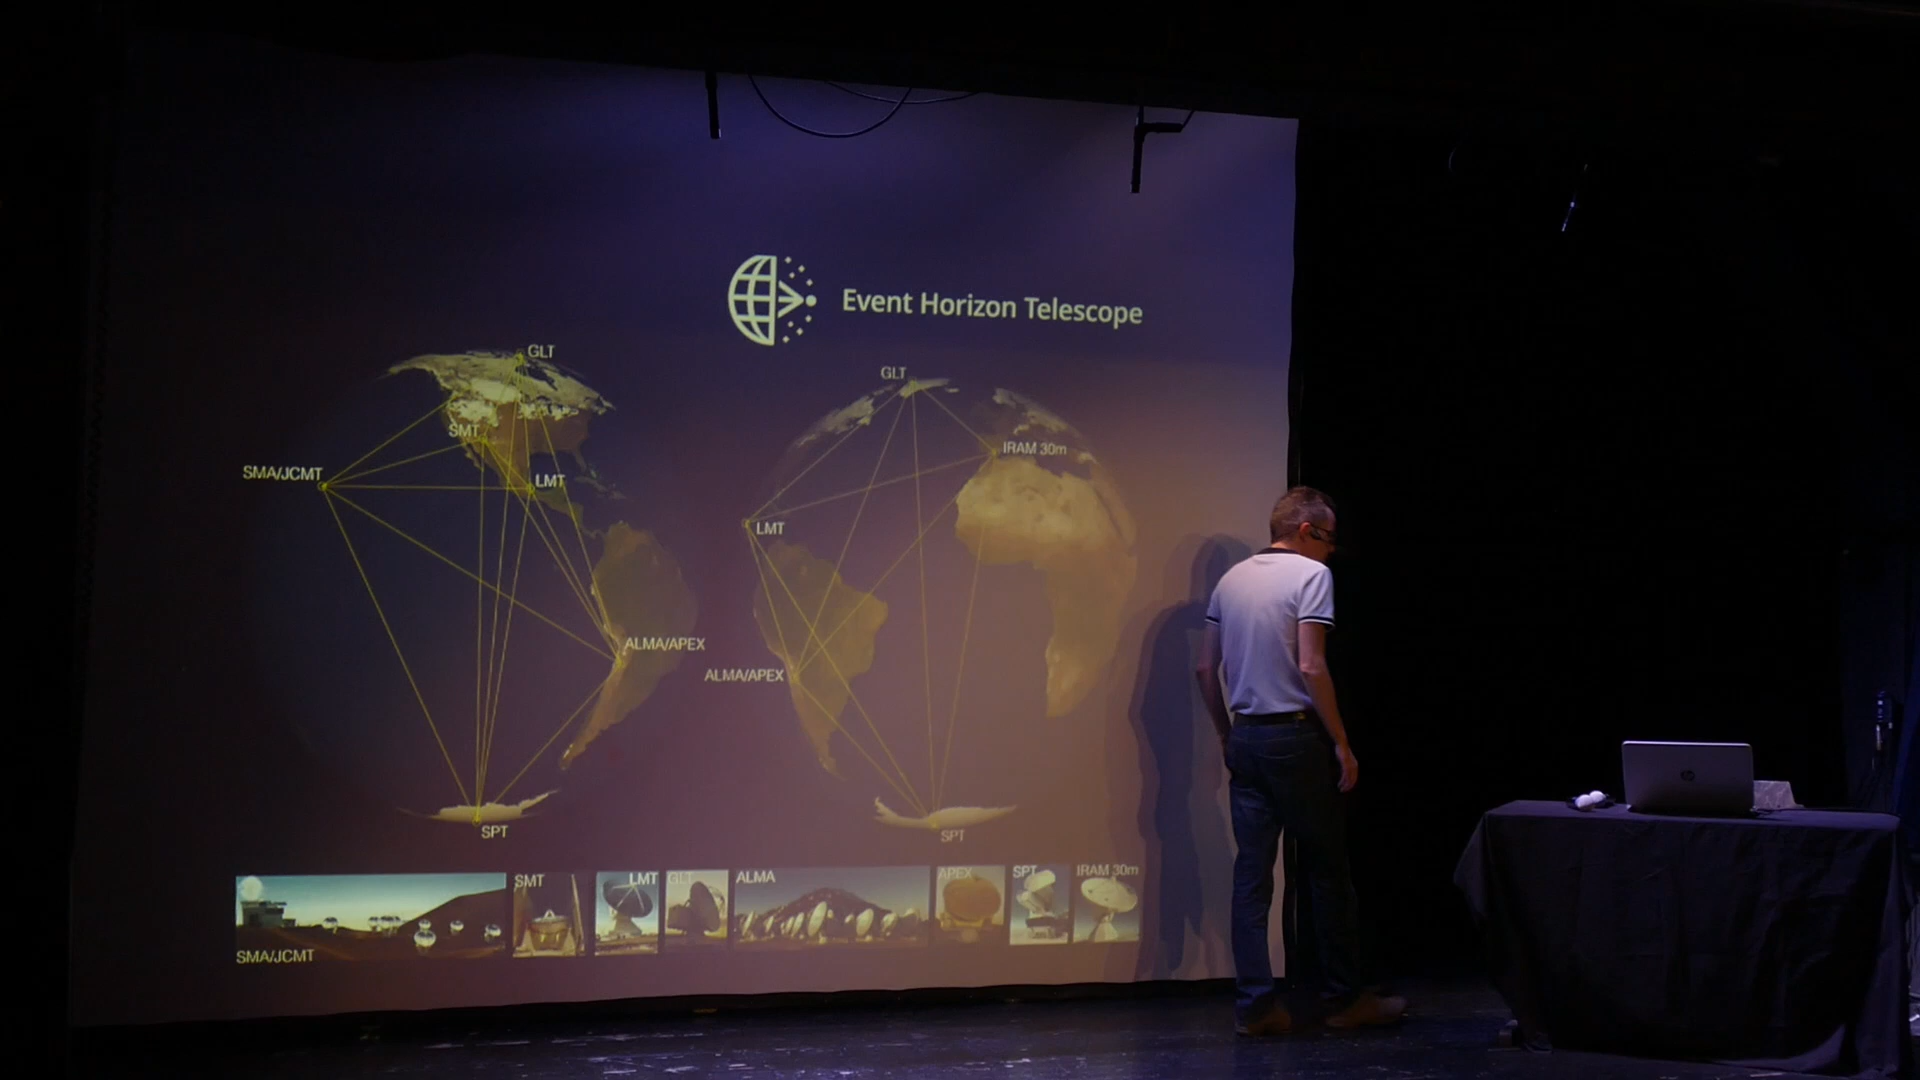 Event Horizon Telescope
GLT
SMT
SMA/JCMT
LMT
ALMA/APEX
SPT
GLT
IRAM 30m
LMT
ALMA/APEX
SPT
SMA/JCMT
SMT
LMT
GLT
ALMA
APEX
SPT
IRAM 30m
hp